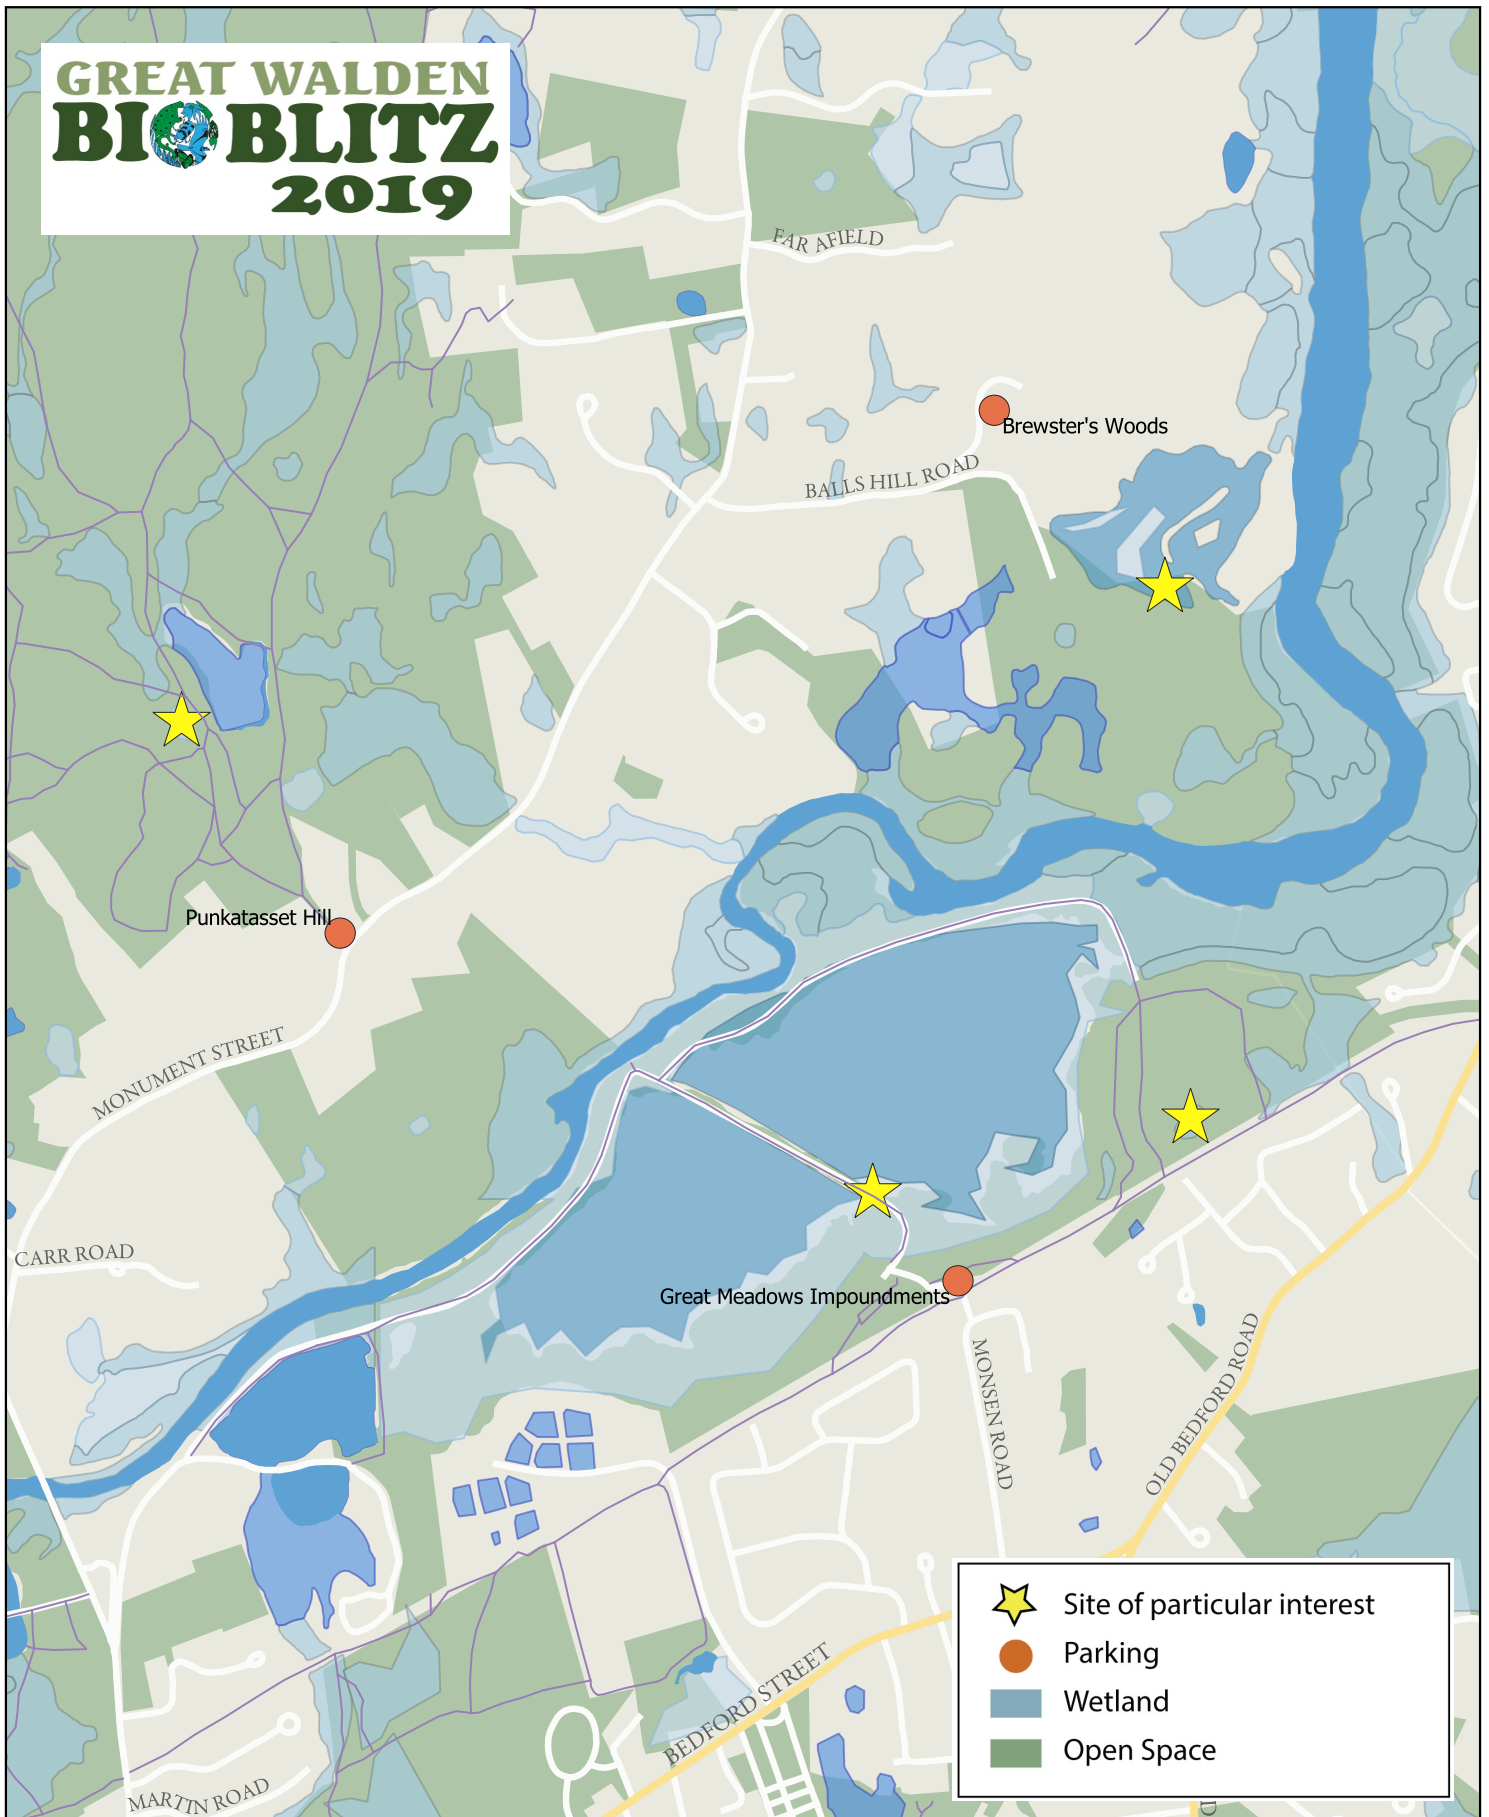 GREAT WALDEN
BIOBLITZ
2019
FAR AFIELD
Brewster's Woods
BALLS HILL ROAD
Punkatasset Hill
MONUMENT STREET
CARR ROAD
Great Meadows Impoundments
MONSEN ROAD
OLD BEDFORD ROAD
BEDFORD STREET
MARTIN ROAD
Site of particular interest
Parking
Wetland
Open Space
D